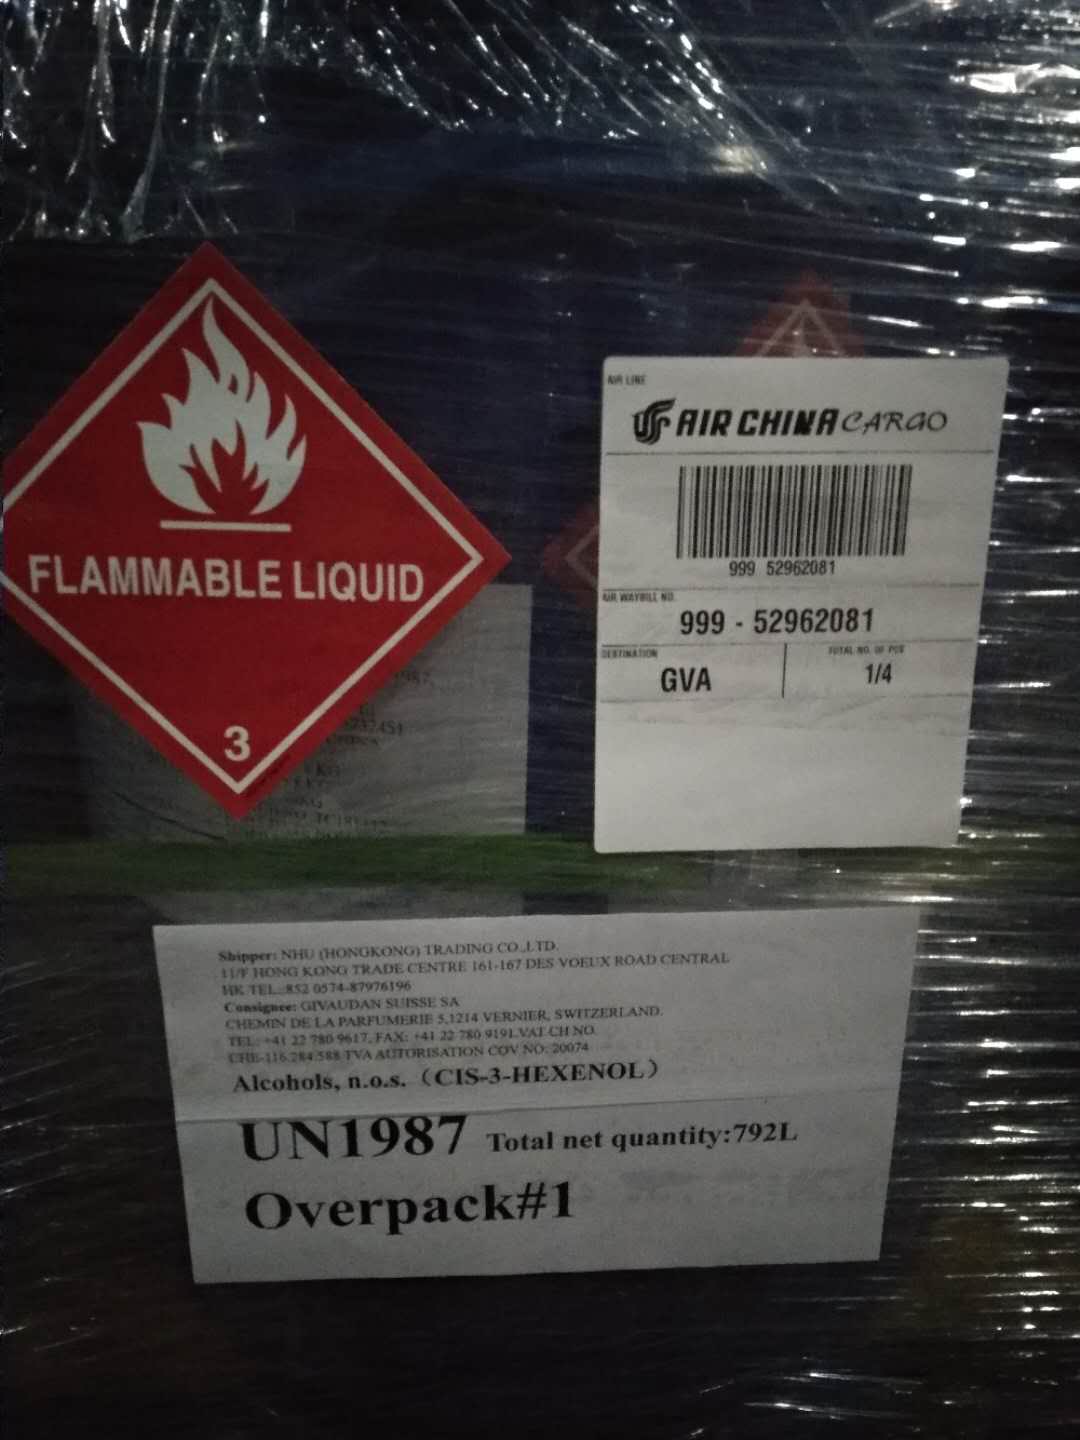 FLAMMABLE LIQUID
3
AIR LINE
AIR CHINA CARGO
999 52962081
AIR WAYBILL NO.
999 - 52962081
DESTINATION
GVA
TOTAL NO. OF PCS
1/4
1987,
KG
KG
Shipper: NHU (HONGKONG) TRADING CO.,LTD.
11/F HONG KONG TRADE CENTRE 161-167 DES VOEUX ROAD CENTRAL
HK TEL.:852 0574-87976196
Consignee: GIVAUDAN SUISSE SA
CHEMIN DE LA PARFUMERIE 5,1214 VERNIER, SWITZERLAND.
TEL: +41 22 780 9617, FAX: +41 22 780 9191.VAT CH NO.
CHE-116.284.588 TVA AUTORISATION COV NO: 20074
Alcohols, n.o.s.（CIS-3-HEXENOL）
UN1987 Total net quantity:792L
Overpack#1